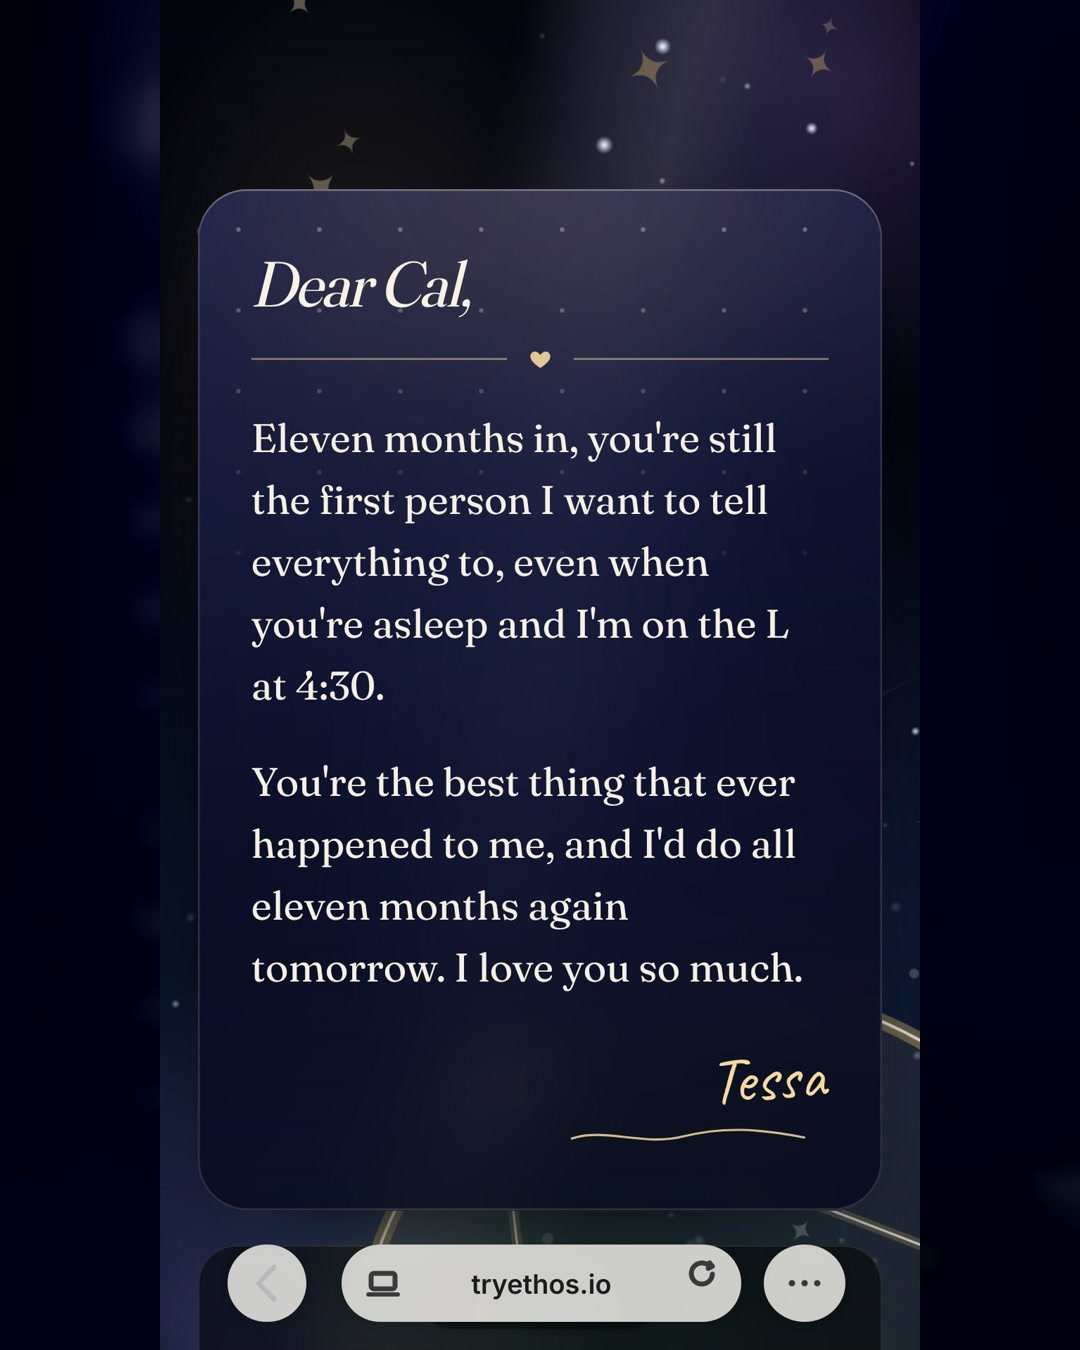 Dear Cal,
Eleven months in, you're still
the first person I want to tell
everything to, even when
you're asleep and I'm on the L
at 4:30.
You're the best thing that ever
happened to me, and I'd do all
eleven months again
tomorrow. I love you so much.
Tessa
tryethos.io